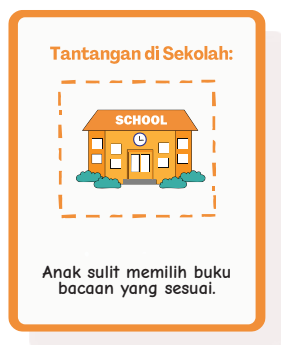 Tantangan di Sekolah:
SCHOOL
Anak sulit memilih buku
bacaan yang sesuai.